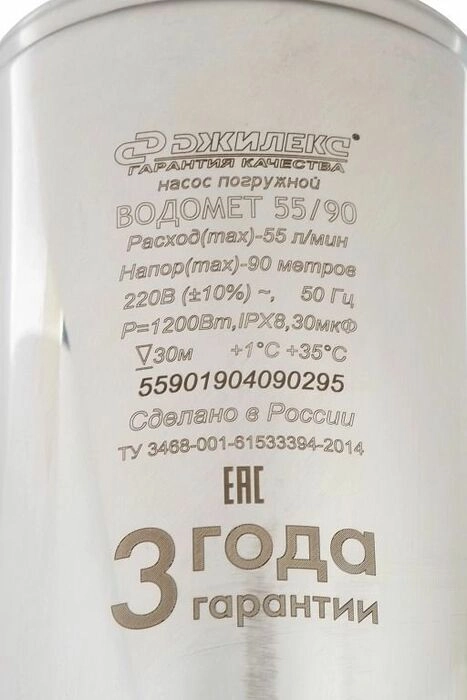 ДЖИЛЕКС®
ГАРАНТИЯ КАЧЕСТВА
насос погружной
ВОДОМЕТ 55/90
Расход(max)-55 л/мин
Напор(max)-90 метров
220В (±10%) ~, 50 Гц
P=1200Вт, IPX8, 30мкФ
▽30м +1°C +35°C
55901904090295
Сделано в России
ТУ 3468-001-61533394-2014
ЕАС
3 года
гарантии